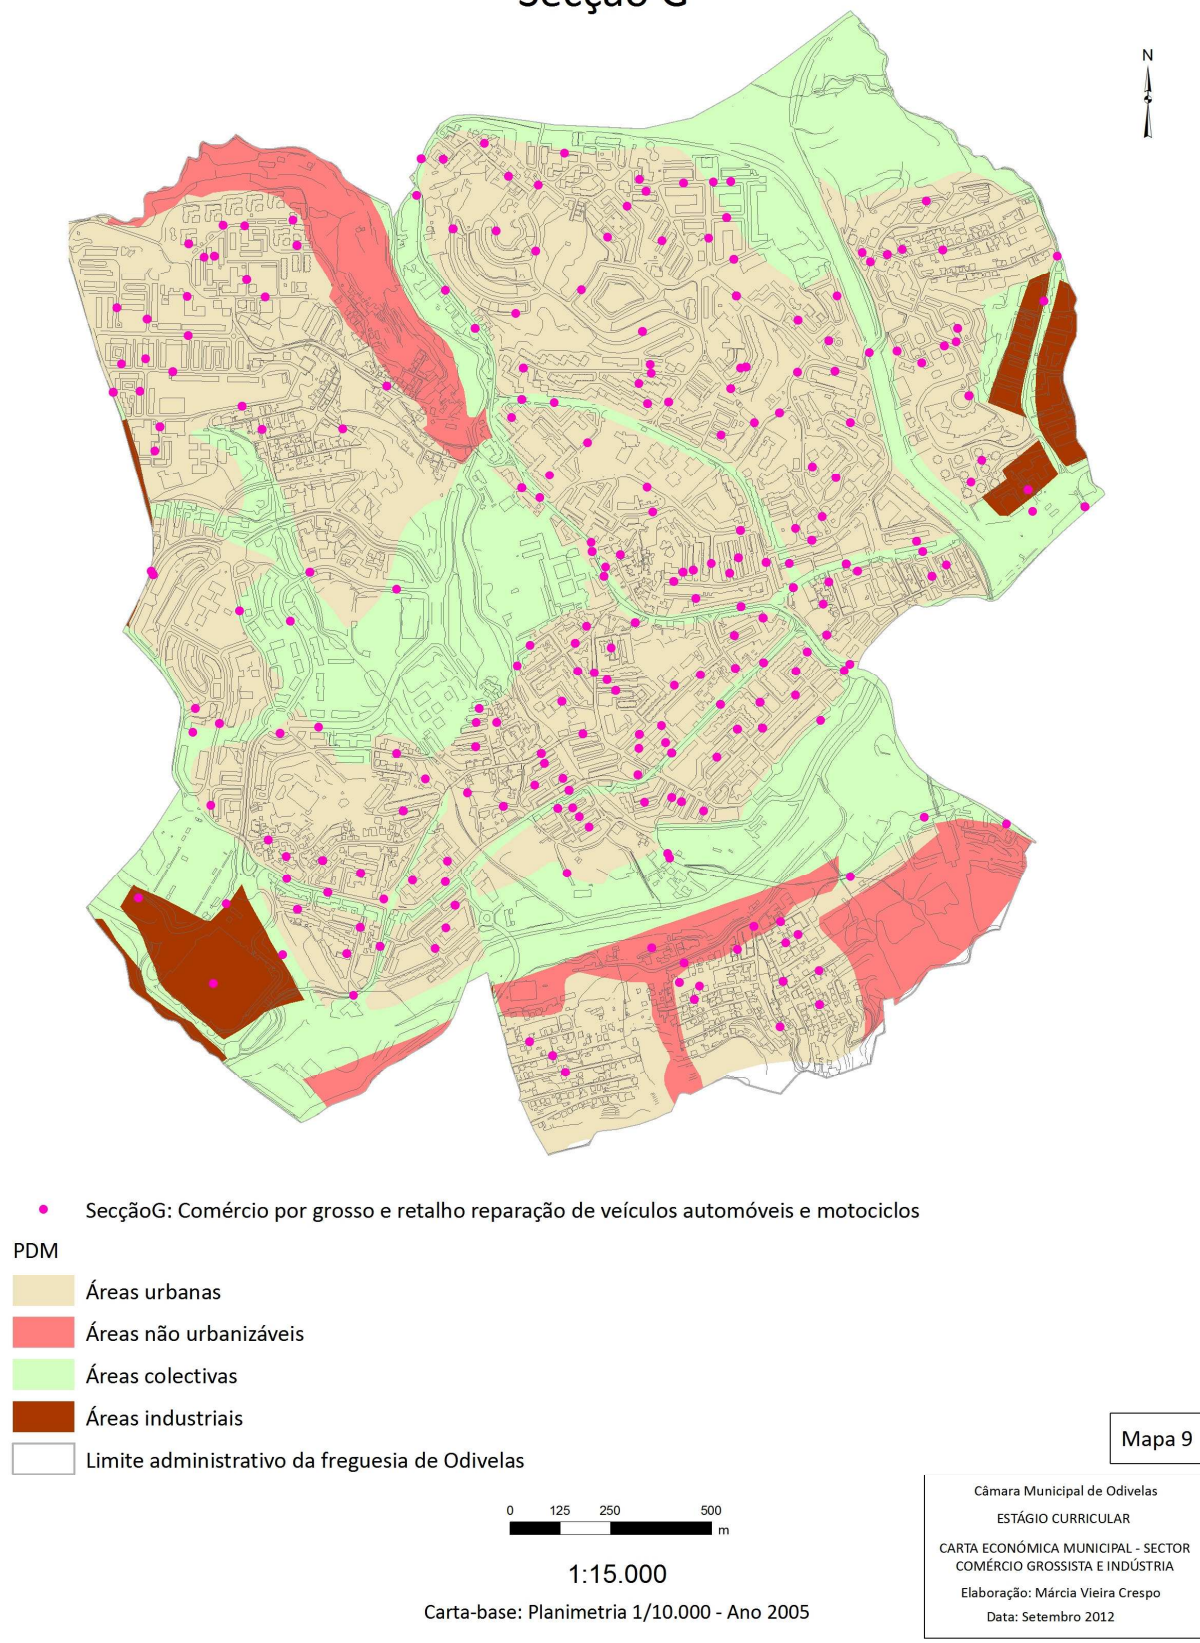 Secção G
N
SecçãoG: Comércio por grosso e retalho reparação de veículos automóveis e motociclos
PDM
Áreas urbanas
Áreas não urbanizáveis
Áreas colectivas
Áreas industriais
Limite administrativo da freguesia de Odivelas
Mapa 9
0 125 250 500
m
1:15.000
Carta-base: Planimetria 1/10.000 - Ano 2005
Câmara Municipal de Odivelas
ESTÁGIO CURRICULAR
CARTA ECONÓMICA MUNICIPAL - SECTOR
COMÉRCIO GROSSISTA E INDÚSTRIA
Elaboração: Márcia Vieira Crespo
Data: Setembro 2012